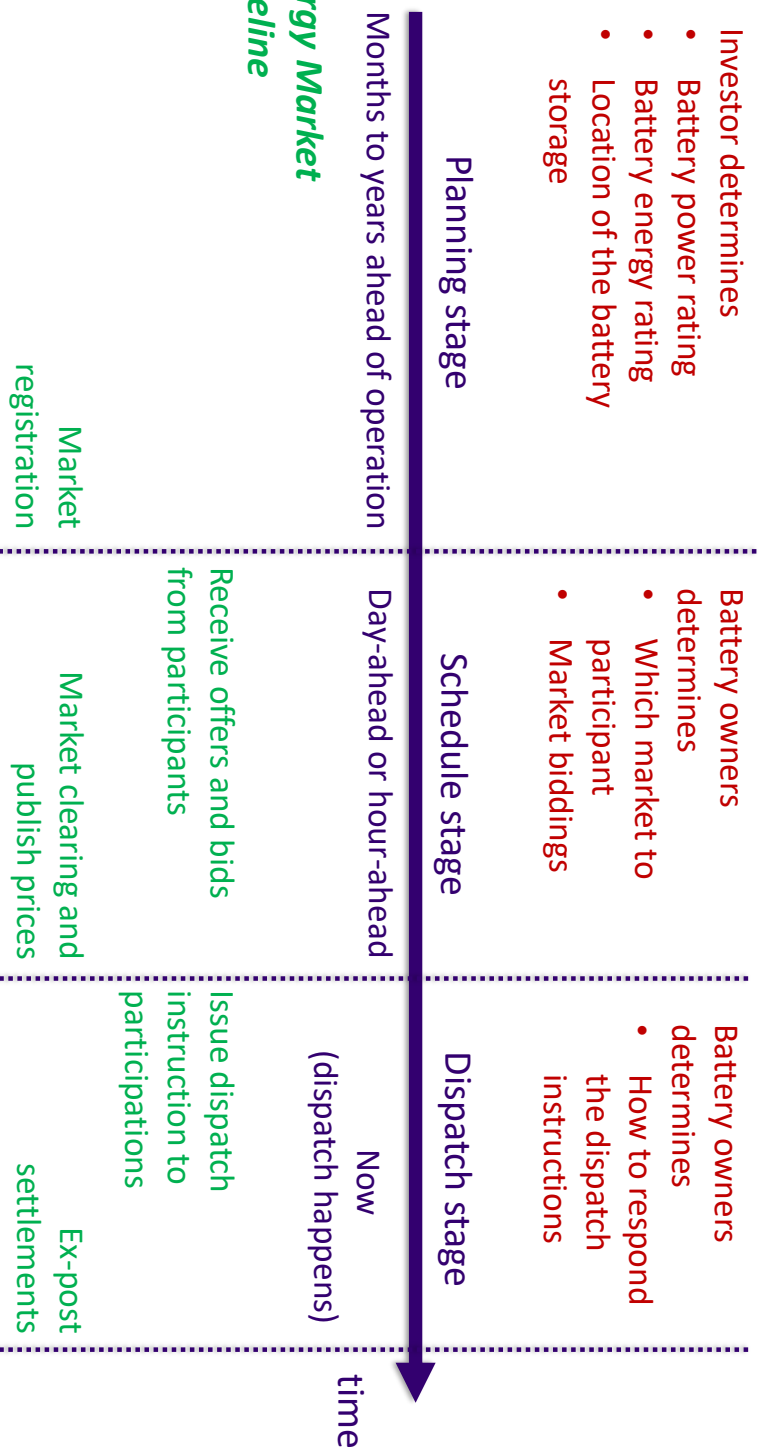 Investor determines
• Battery power rating
• Battery energy rating
• Location of the battery
storage
Battery owners
determines
• Which market to
participant
• Market biddings
Battery owners
determines
• How to respond
the dispatch
instructions
Planning stage
Schedule stage
Dispatch stage
time
Months to years ahead of operation
Day-ahead or hour-ahead
Now
(dispatch happens)
rgy Market
eline
Receive offers and bids
from participants
Issue dispatch
instruction to
participations
Market
registration
Market clearing and
publish prices
Ex-post
settlements